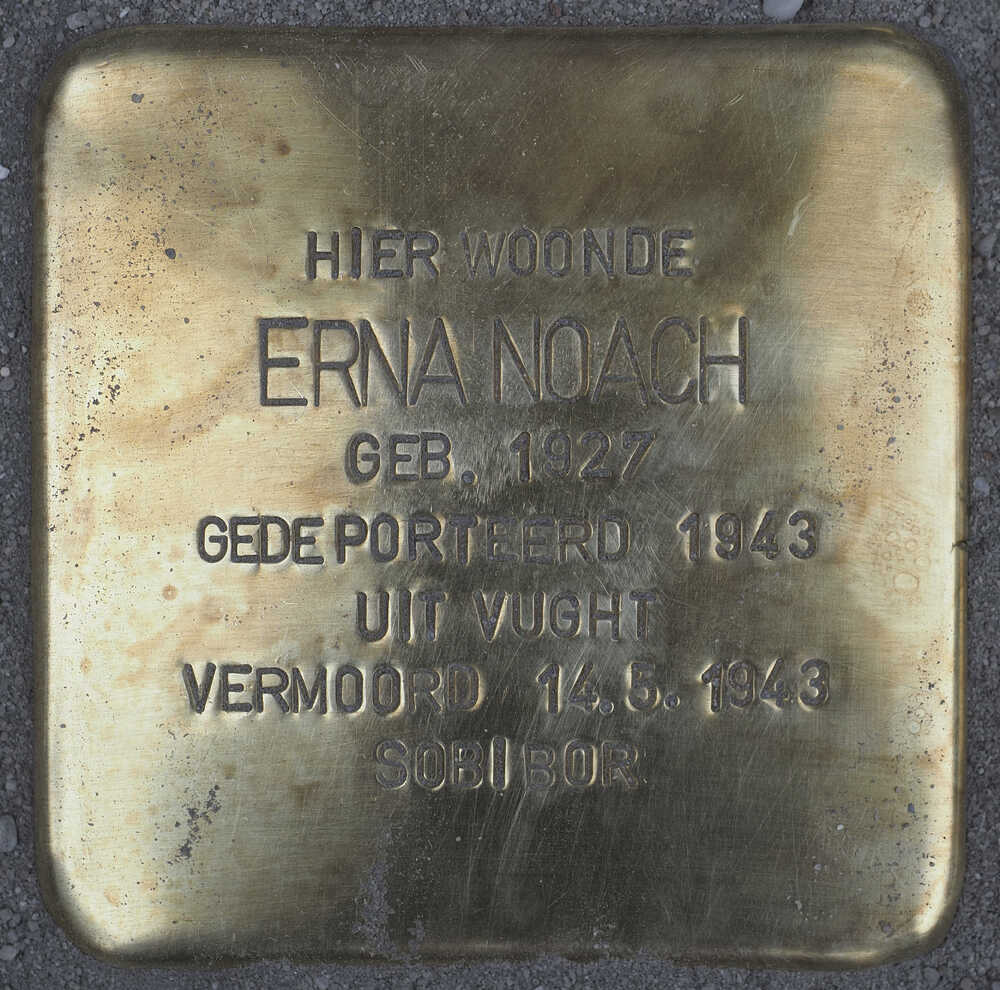 HIER WOONDE
ERNA NOACH
GEB. 1927
GEDEPORTEERD 1943
UIT VUGHT
VERMOORD 14.5.1943
SOBIBOR